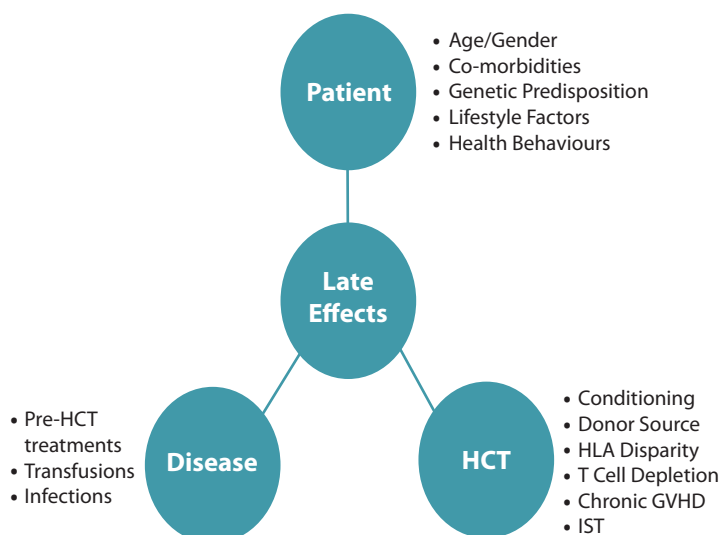 Patient
• Age/Gender
• Co-morbidities
• Genetic Predisposition
• Lifestyle Factors
• Health Behaviours
Late
Effects
Disease
• Pre-HCT
treatments
• Transfusions
• Infections
HCT
• Conditioning
• Donor Source
• HLA Disparity
• T Cell Depletion
• Chronic GVHD
• IST